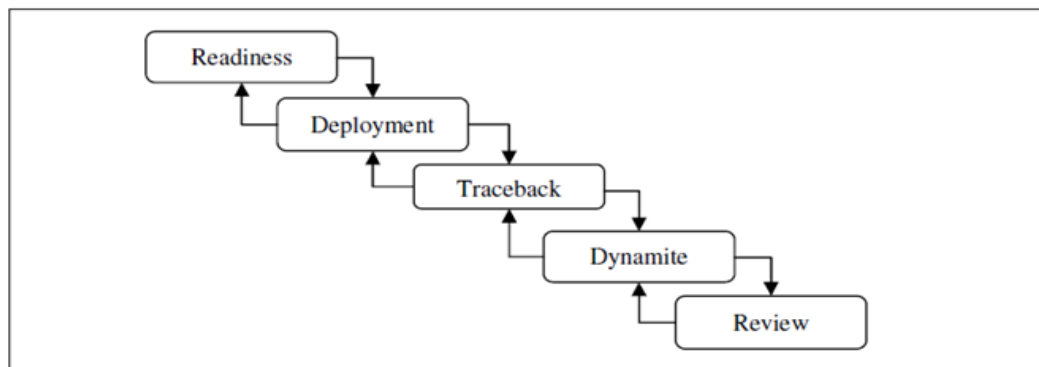 Readiness
Deployment
Traceback
Dynamite
Review